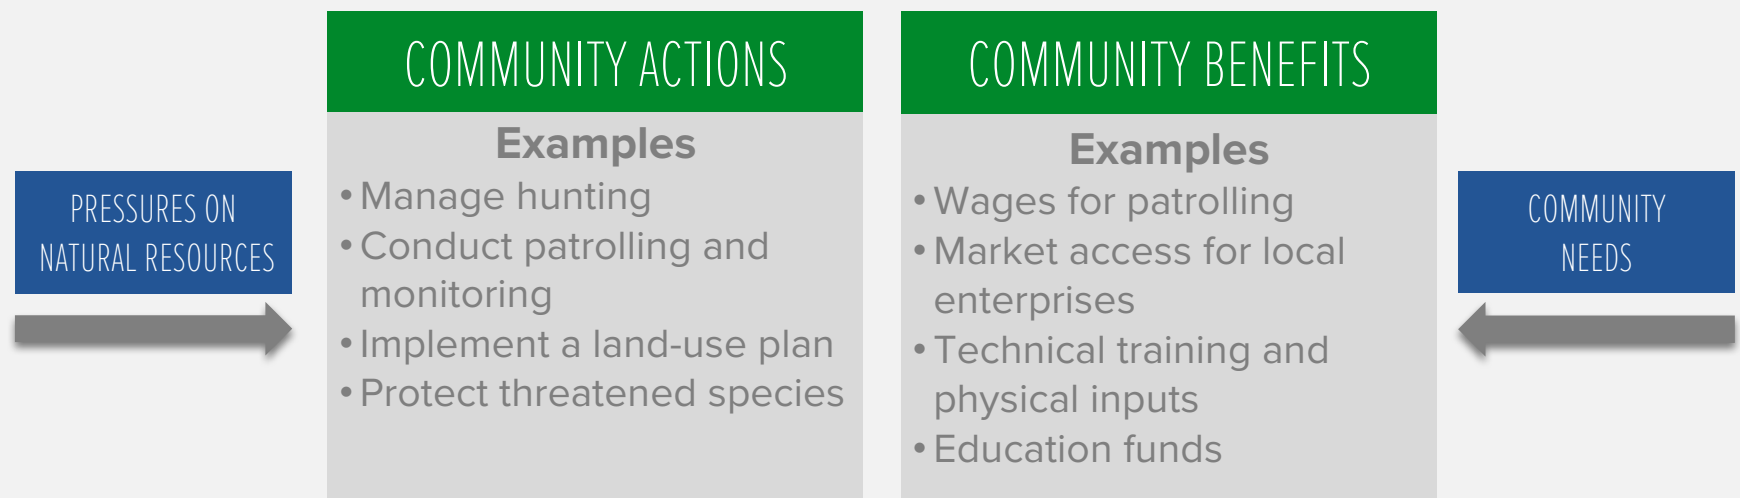 PRESSURES ON
NATURAL RESOURCES
COMMUNITY ACTIONS
Examples
• Manage hunting
• Conduct patrolling and
monitoring
• Implement a land-use plan
• Protect threatened species
COMMUNITY BENEFITS
Examples
• Wages for patrolling
• Market access for local
enterprises
• Technical training and
physical inputs
• Education funds
COMMUNITY
NEEDS